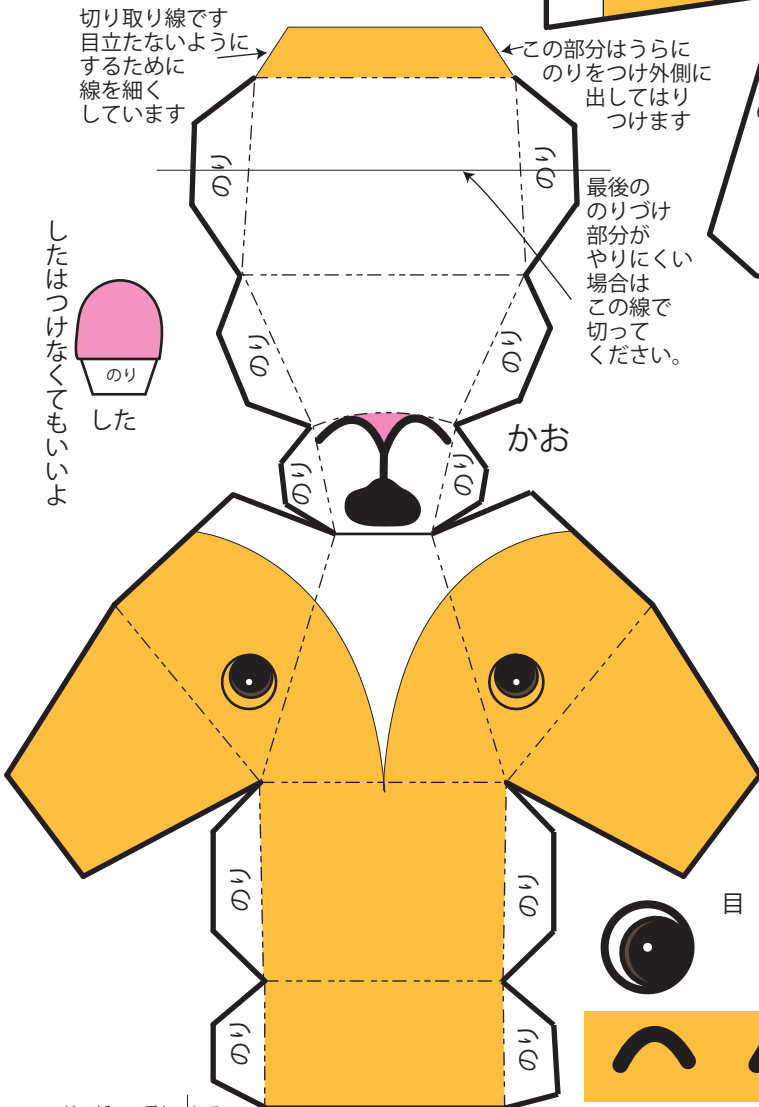 切り取り線です
目立たないように
するために
線を細く
しています
この部分はうらに
のりをつけ外側に
出してはり
つけます
のり
のり
最後の
のりづけ
部分が
やりにくい
場合は
この線で
切って
ください。
したはつけなくてもいいよ
のり
した
のり
のり
かお
のり
のり
のり
のり
目
のり
のり